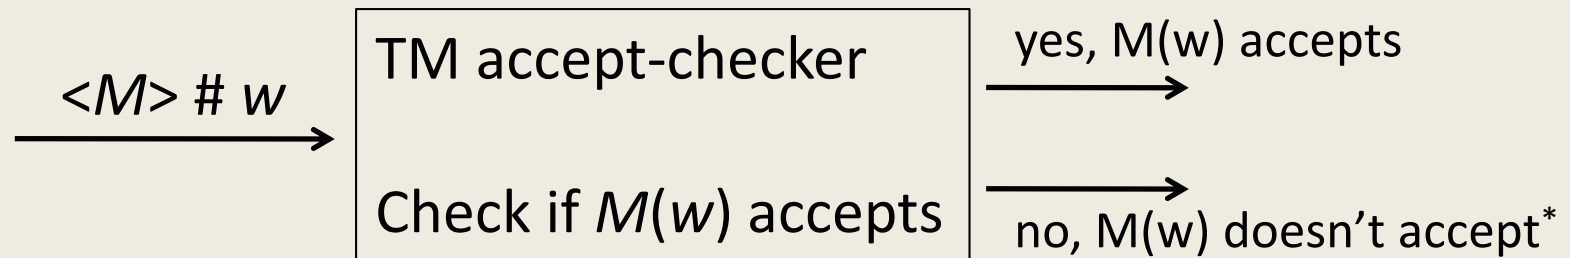 <M> # w
TM accept-checker
Check if M(w) accepts
yes, M(w) accepts
no, M(w) doesn’t accept*